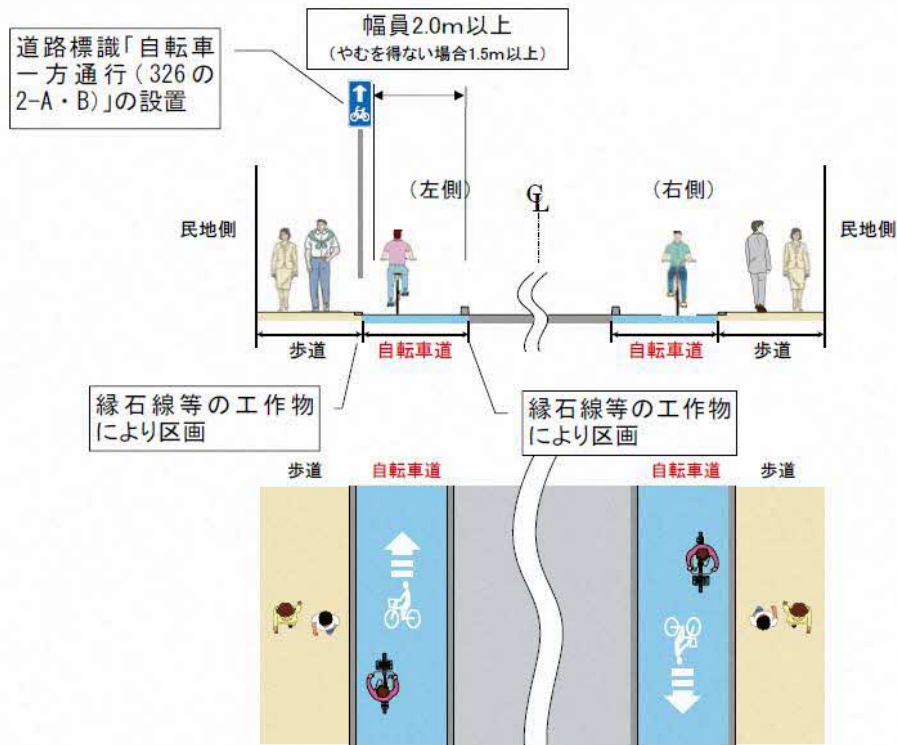 幅員2.0m以上
(やむを得ない場合1.5m以上)
道路標識「自転車
一方通行(326の
2-A・B)」の設置
(左側)
CL
(右側)
民地側
民地側
歩道
自転車道
自転車道
歩道
縁石線等の工作物
により区画
縁石線等の工作物
により区画
歩道
自転車道
自転車道
歩道